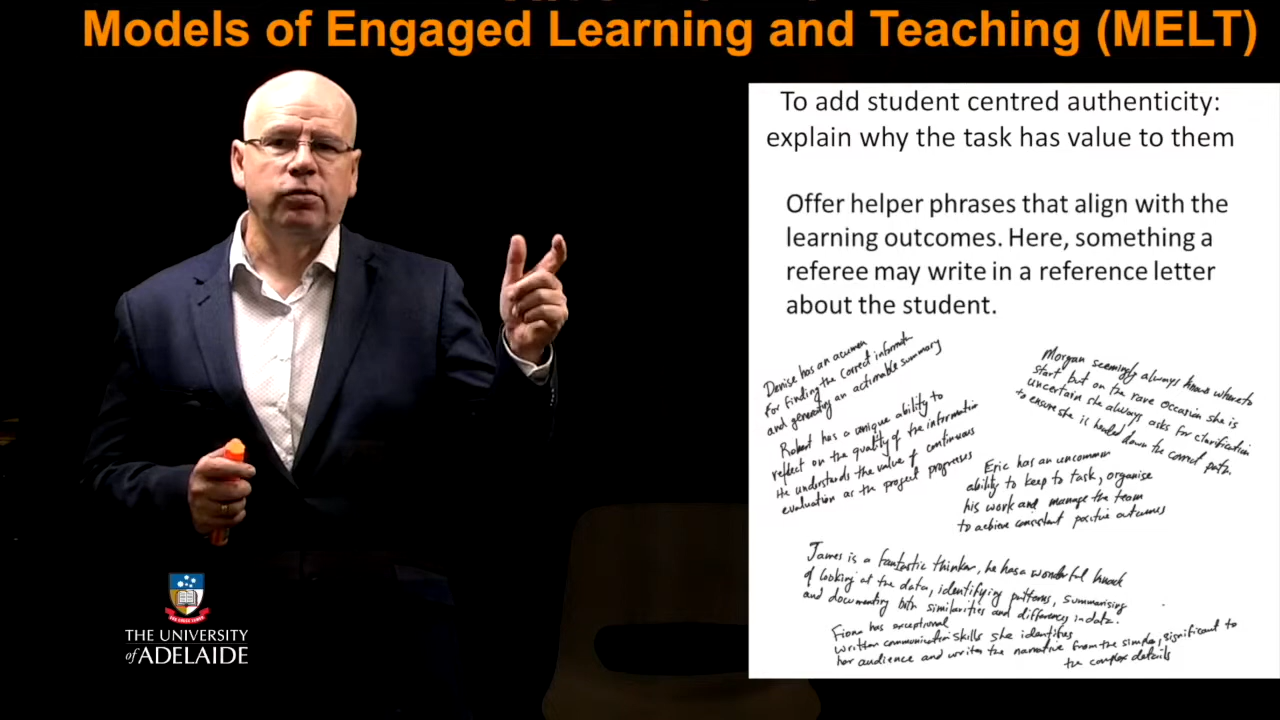 Models of Engaged Learning and Teaching (MELT)
To add student centred authenticity:
explain why the task has value to them
Offer helper phrases that align with the
learning outcomes. Here, something a
referee may write in a reference letter
about the student.
Denise has an acumen
for finding the correct information
and generating an actionable summary
Robert has a unique ability to
reflect on the quality of the information
He understands the value of continuous
evaluation as the project progresses
Morgan seemingly always knows where to
start but on the rare occasion she is
uncertain she always asks for clarification
to ensure she is headed down the correct path.
Eric has an uncommon
ability to keep to task, organise
his work and manage the team
to achieve consistent positive outcomes
James is a fantastic thinker, he has a wonderful knack
of looking at the data, identifying patterns, summarising
and documenting both similarities and difference in data.
Fiona has exceptional
written communication skills she identifies
her audience and writes the narrative from the simple, significant to
the complex details
THE UNIVERSITY
of ADELAIDE